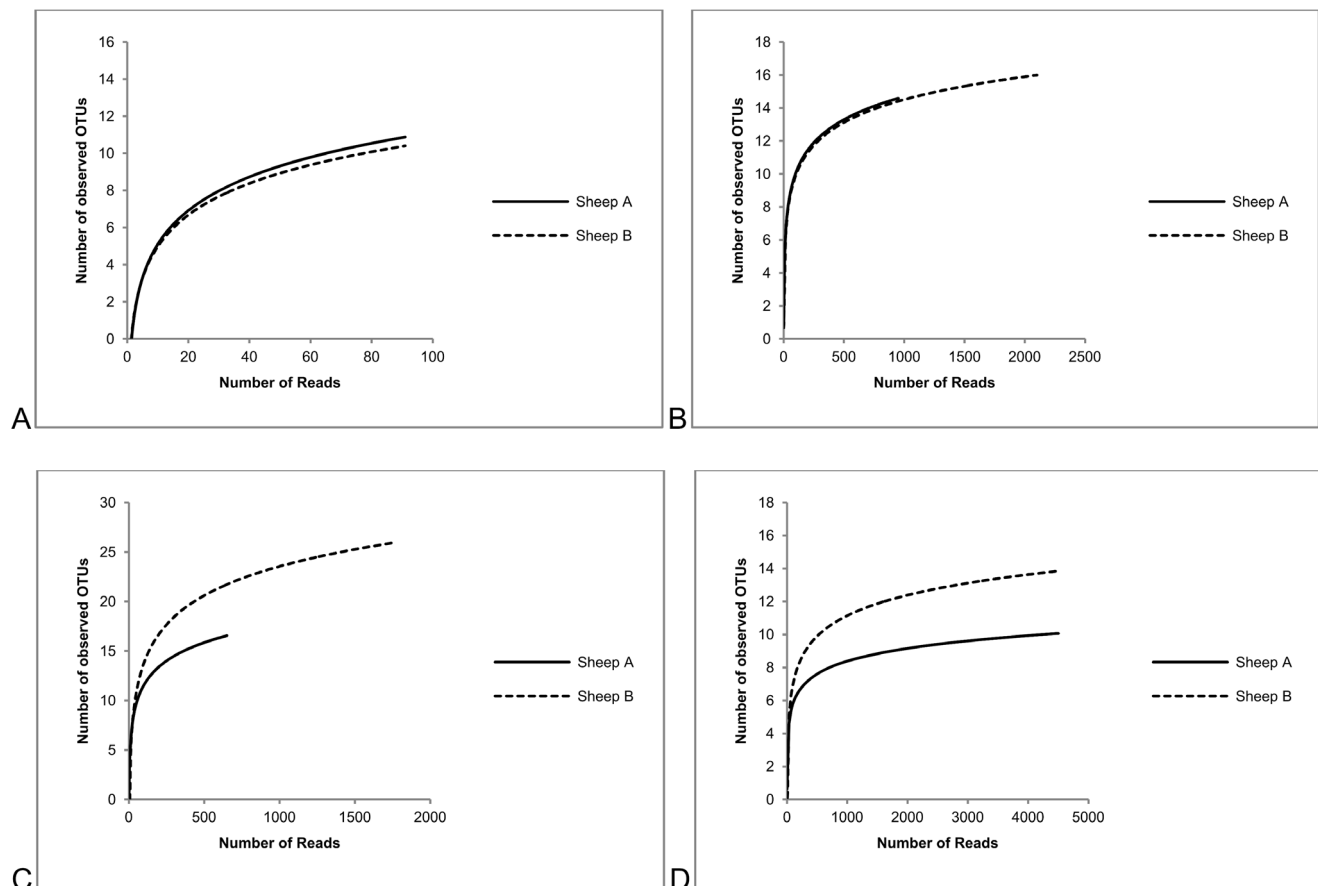 16
14
12
10
8
6
4
2
0
Number of observed OTUs
0 20 40 60 80 100
Number of Reads
Sheep A
Sheep B
A
18
16
14
12
10
8
6
4
2
0
Number of observed OTUs
0 500 1000 1500 2000 2500
Number of Reads
Sheep A
Sheep B
B
30
25
20
15
10
5
0
Number of observed OTUs
0 500 1000 1500 2000
Number of Reads
Sheep A
Sheep B
C
18
16
14
12
10
8
6
4
2
0
Number of observed OTUs
0 1000 2000 3000 4000 5000
Number of Reads
Sheep A
Sheep B
D